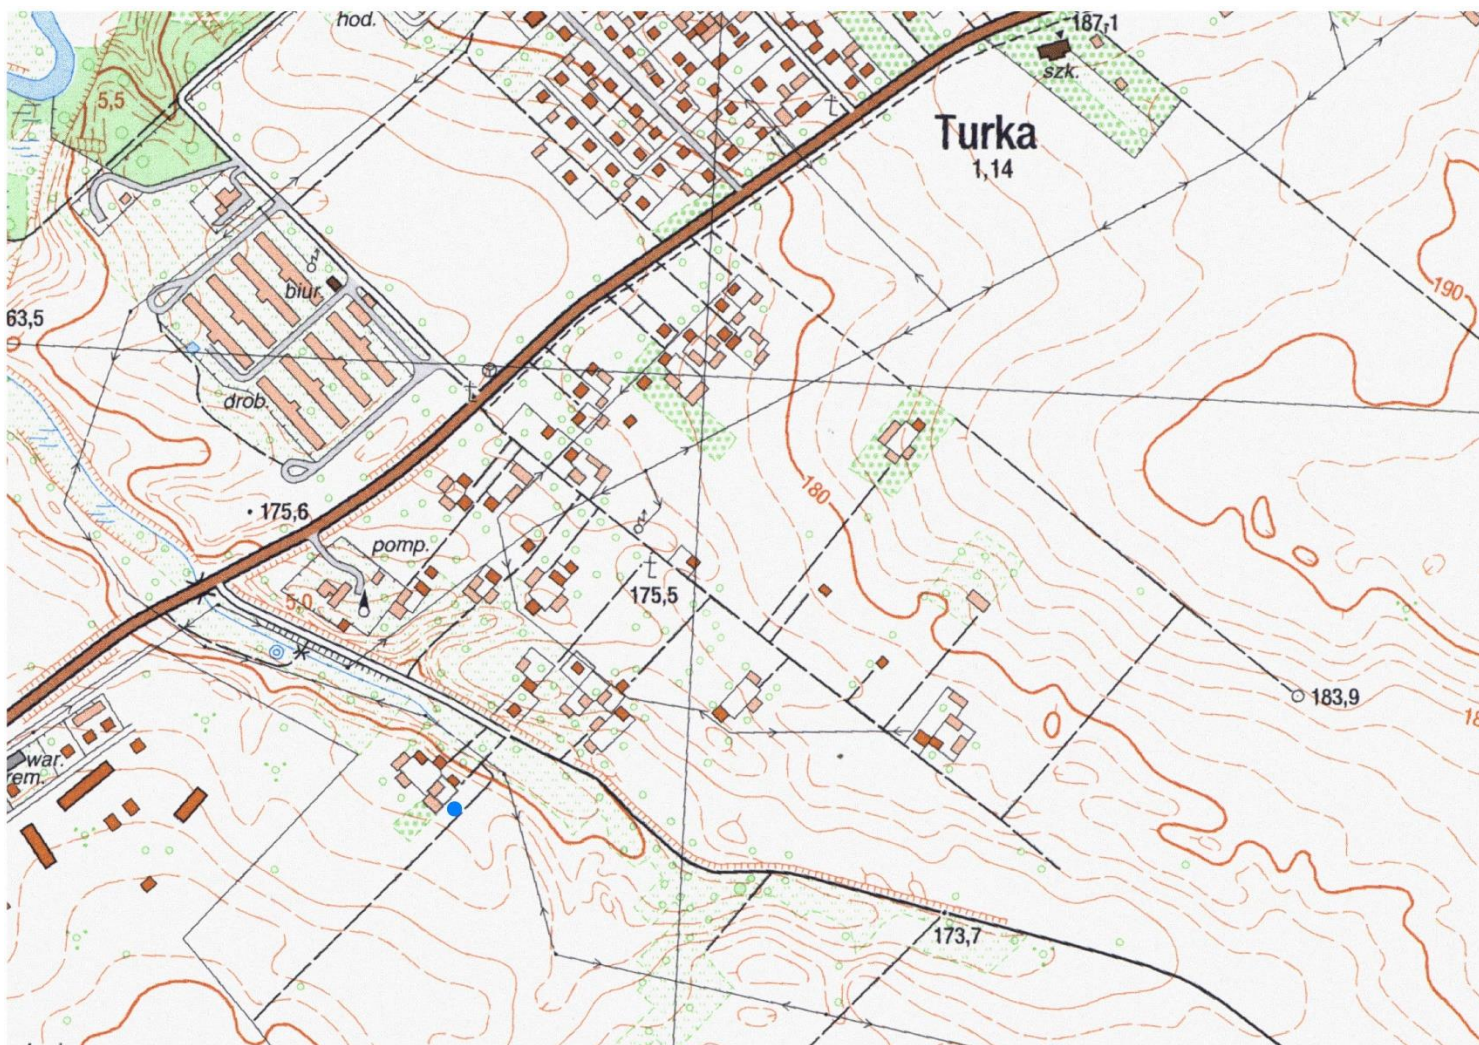 hod.
187,1
szk.
5,5
Turka
1,14
190
biur.
63,5
drob.
180
175,6
pomp.
5,0
175,5
183,9
war.
rem.
173,7